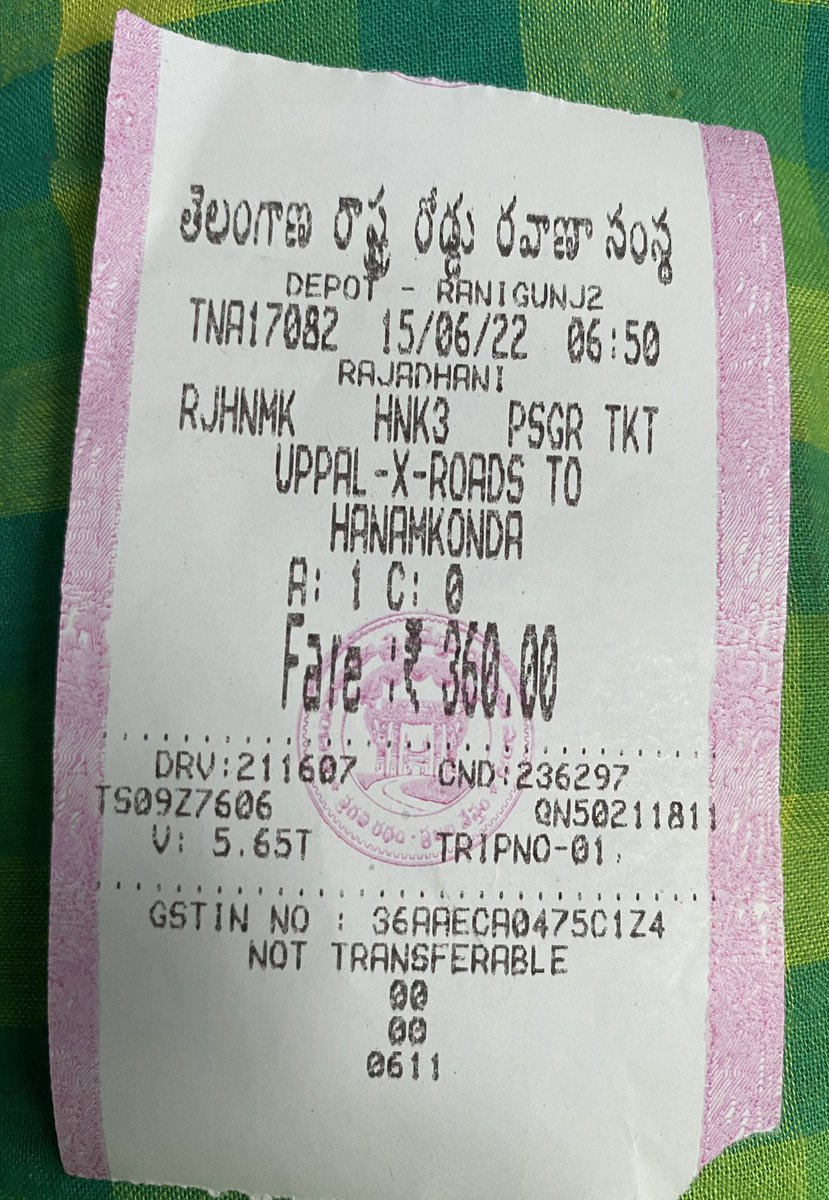 తెలంగాణ రాష్ట్ర రోడ్డు రవాణా సంస్థ
DEPOT - RANIGUNJ2
TNA17082 15/06/22 06:50
RAJADHANI
RJHNMK HNK3 PSGR TKT
UPPAL-X-ROADS TO
HANAMKONDA
A: 1 C: 0
Fare :₹ 360.00
DRV:211607 CND:236297
TS09Z7606 QN50211811
V: 5.65T TRIPNO-01.
GSTIN NO : 36AAECA0475C1Z4
NOT TRANSFERABLE
00
00
0611